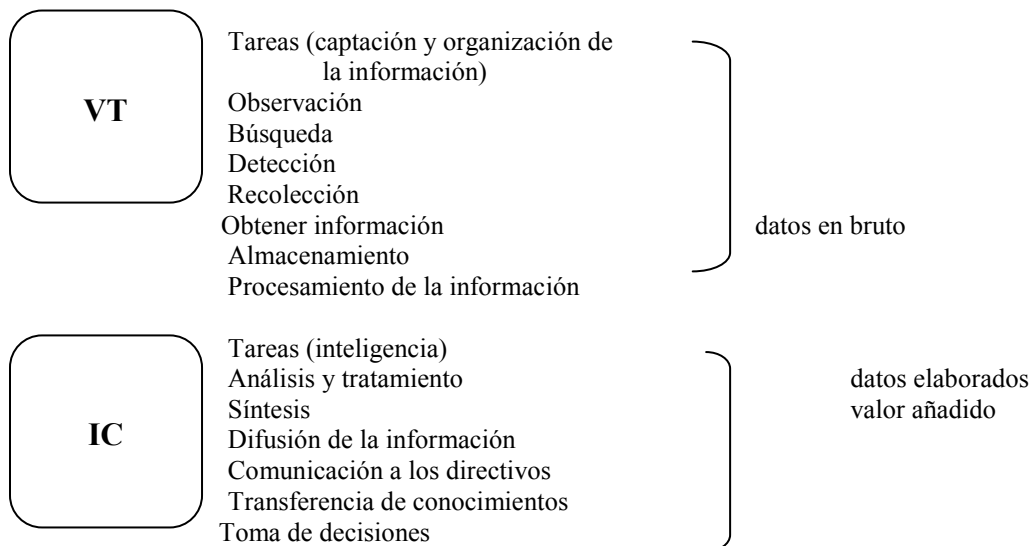 VT
Tareas (captación y organización de
la información)
Observación
Búsqueda
Detección
Recolección
Obtener información
Almacenamiento
Procesamiento de la información
datos en bruto
IC
Tareas (inteligencia)
Análisis y tratamiento
Síntesis
Difusión de la información
Comunicación a los directivos
Transferencia de conocimientos
Toma de decisiones
datos elaborados
valor añadido